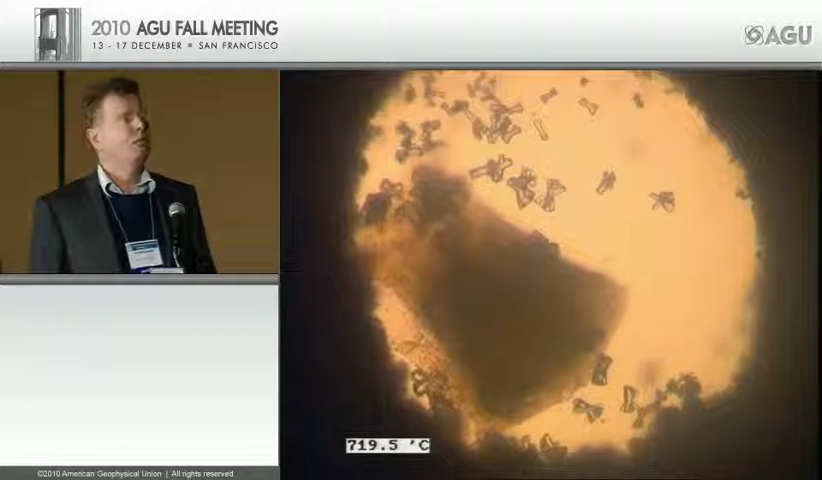 2010 AGU FALL MEETING
13 - 17 DECEMBER ▪ SAN FRANCISCO
AGU
719.5 °C
©2010 American Geophysical Union | All rights reserved